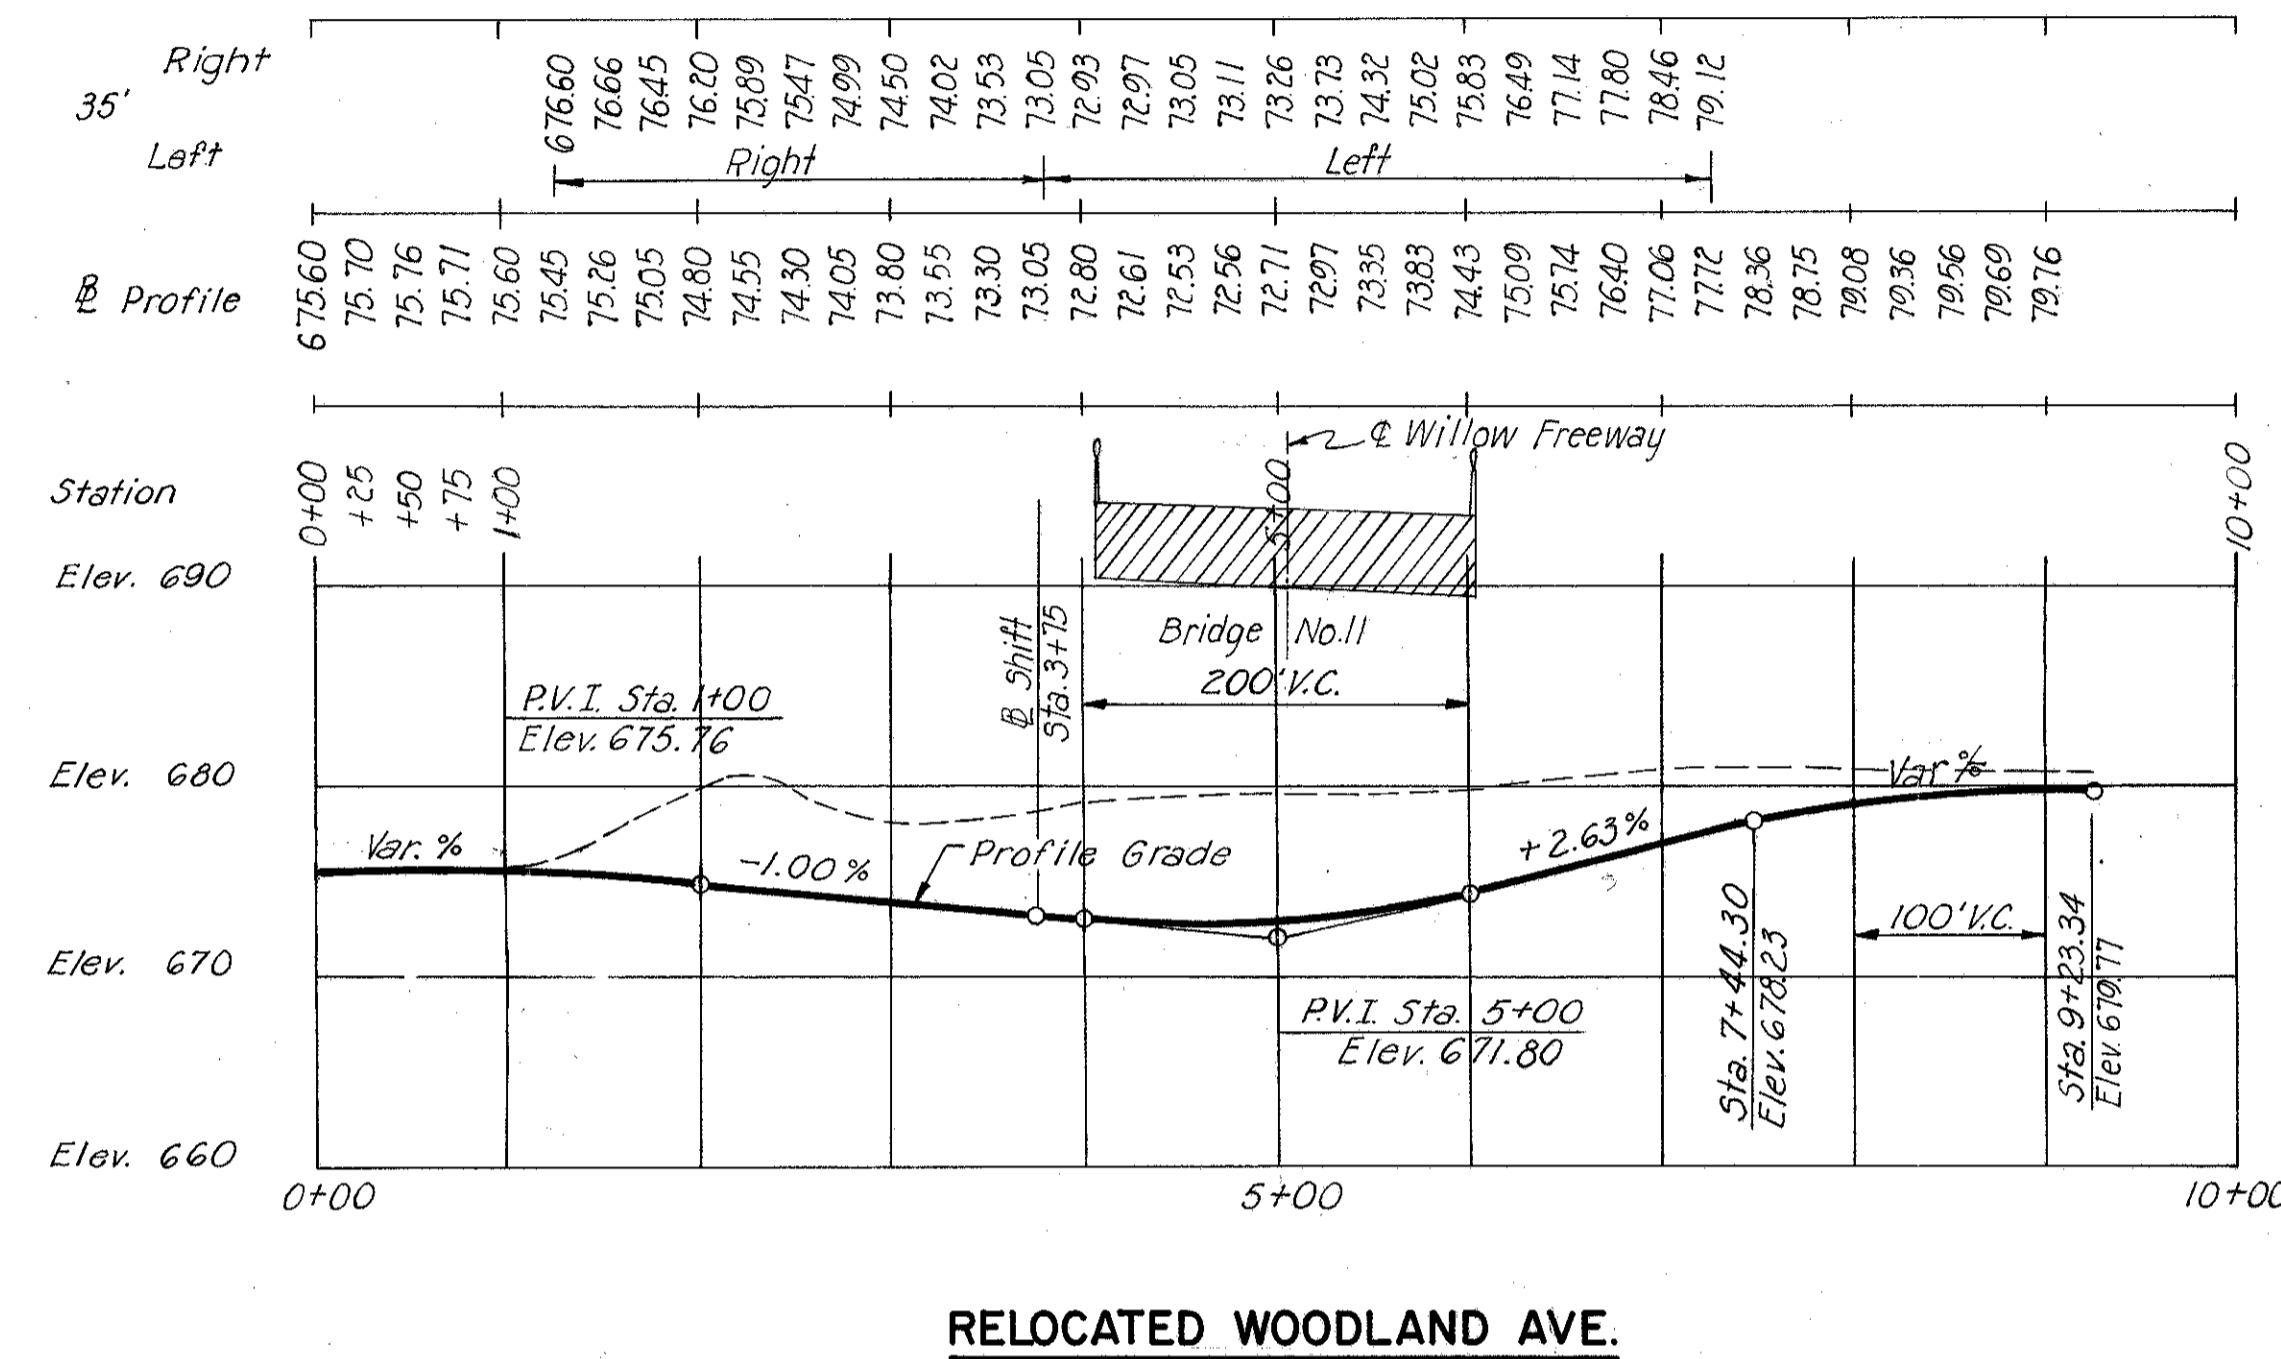 Right
35'
Left
676.60 76.66 76.45 76.20 75.89 75.47 74.99 74.50 74.02 73.53 73.05 72.93 72.97 73.05 73.11 73.26 73.73 74.32 75.02 75.83 76.49 77.14 77.80 78.46 79.12
Right Left
℄ Profile
675.60 75.70 75.76 75.71 75.60 75.45 75.26 75.05 74.80 74.55 74.30 74.05 73.80 73.55 73.30 73.05 72.80 72.61 72.53 72.56 72.71 72.97 73.35 73.83 74.43 75.09 75.74 76.40 77.06 77.72 78.36 78.75 79.08 79.36 79.56 79.69 79.76
℄ Willow Freeway
Station
0+00 +25 +50 +75 1+00 5+00 10+00
Elev. 690
Bridge No.11
200' V.C.
Shift
Sta. 3+75
P.V.I. Sta. 1+00
Elev. 675.76
Elev. 680
Var %
Var. %
-1.00%
Profile Grade
+2.63%
100' V.C.
Elev. 670
P.V.I. Sta. 5+00
Elev. 671.80
Sta. 7+44.30
Elev. 678.23
Sta. 9+23.34
Elev. 679.77
Elev. 660
0+00 5+00 10+00
RELOCATED WOODLAND AVE.